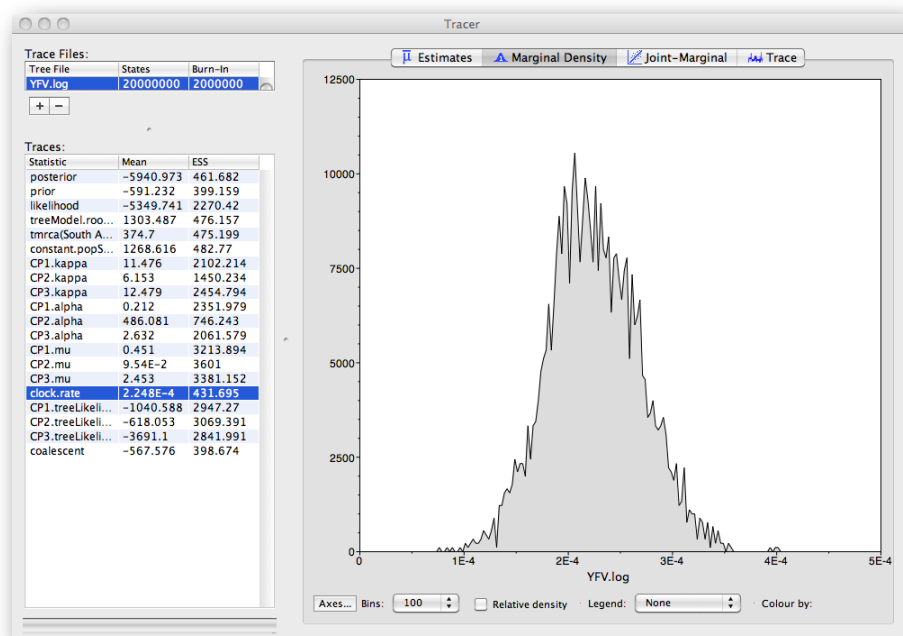 Tracer
Trace Files:
Tree File States Burn-In
YFV.log 20000000 2000000
+ −
Traces:
Statistic Mean ESS
posterior −5940.973 461.682
prior −591.232 399.159
likelihood −5349.741 2270.42
treeModel.roo... 1303.487 476.157
tmrca(South A... 374.7 475.199
constant.popS... 1268.616 482.77
CP1.kappa 11.476 2102.214
CP2.kappa 6.153 1450.234
CP3.kappa 12.479 2454.794
CP1.alpha 0.212 2351.979
CP2.alpha 486.081 746.243
CP3.alpha 2.632 2061.579
CP1.mu 0.451 3213.894
CP2.mu 9.54E-2 3601
CP3.mu 2.453 3381.152
clock.rate 2.248E-4 431.695
CP1.treeLikeli... −1040.588 2947.27
CP2.treeLikeli... −618.053 3069.391
CP3.treeLikeli... −3691.1 2841.991
coalescent −567.576 398.674
Estimates Marginal Density Joint-Marginal Trace
12500
10000
7500
5000
2500
0
0 1E-4 2E-4 3E-4 4E-4 5E-4
YFV.log
Axes... Bins: 100 Relative density Legend: None Colour by: